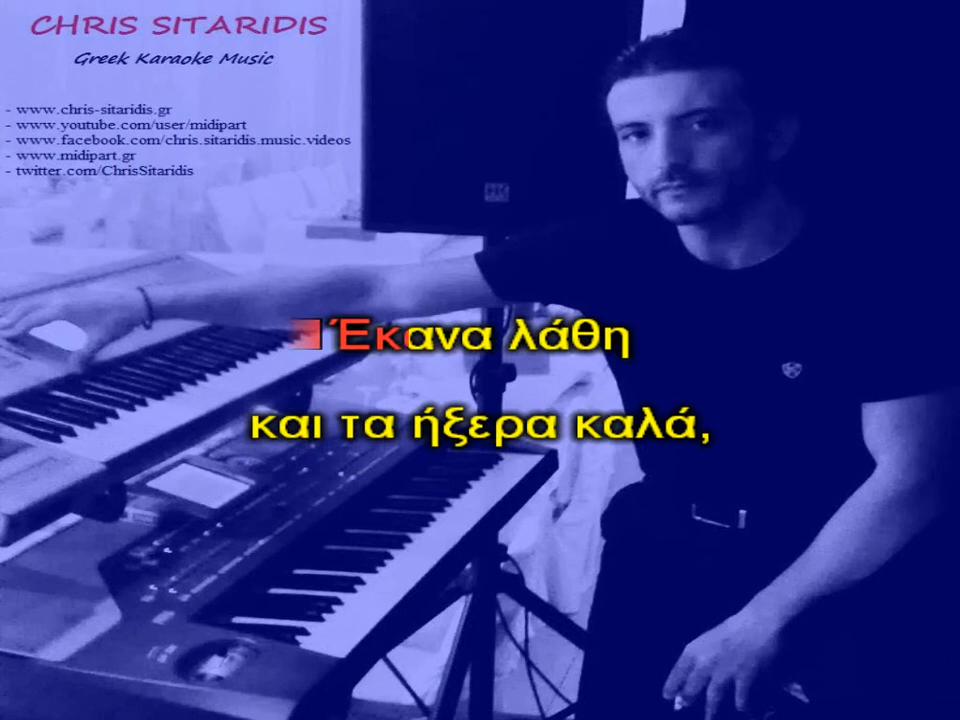 CHRIS SITARIDIS
Greek Karaoke Music
- www.chris-sitaridis.gr
- www.youtube.com/user/midipart
- www.facebook.com/chris.sitaridis.music.videos
- www.midipart.gr
- twitter.com/ChrisSitaridis
HK
Έκανα λάθη
και τα ήξερα καλά,